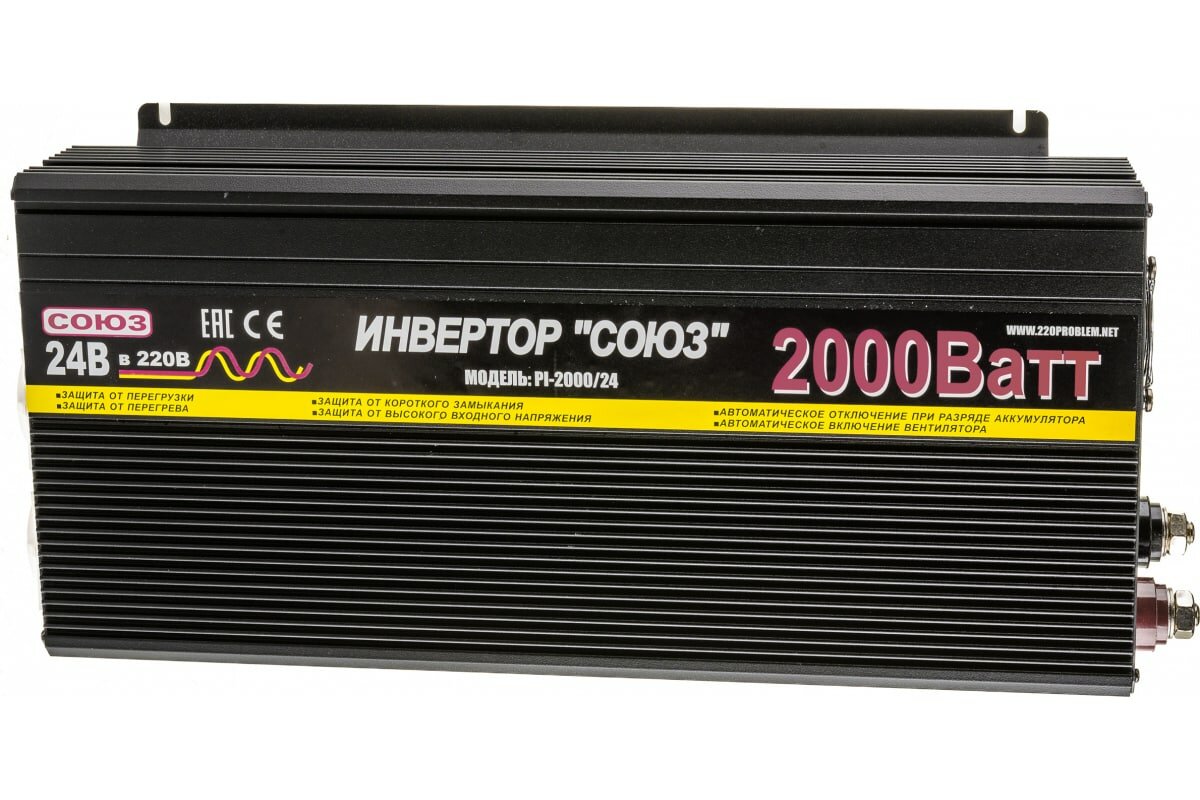 СОЮЗ
ЕАС CE
24В в 220В
ИНВЕРТОР "СОЮЗ"
МОДЕЛЬ: PI-2000/24
WWW.220PROBLEM.NET
2000Ватт
▪ЗАЩИТА ОТ ПЕРЕГРУЗКИ
▪ЗАЩИТА ОТ ПЕРЕГРЕВА
▪ЗАЩИТА ОТ КОРОТКОГО ЗАМЫКАНИЯ
▪ЗАЩИТА ОТ ВЫСОКОГО ВХОДНОГО НАПРЯЖЕНИЯ
▪АВТОМАТИЧЕСКОЕ ОТКЛЮЧЕНИЕ ПРИ РАЗРЯДЕ АККУМУЛЯТОРА
▪АВТОМАТИЧЕСКОЕ ВКЛЮЧЕНИЕ ВЕНТИЛЯТОРА